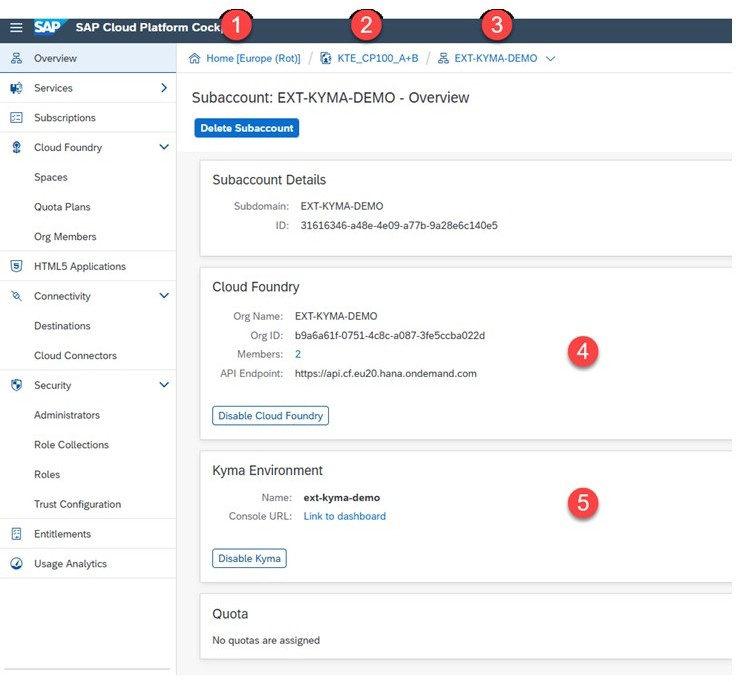 1 2 3
SAP SAP Cloud Platform Cock
Home [Europe (Rot)] / KTE_CP100_A+B / EXT-KYMA-DEMO
Overview
Services
Subscriptions
Cloud Foundry
Spaces
Quota Plans
Org Members
HTML5 Applications
Connectivity
Destinations
Cloud Connectors
Security
Administrators
Role Collections
Roles
Trust Configuration
Entitlements
Usage Analytics
Subaccount: EXT-KYMA-DEMO - Overview
Delete Subaccount
Subaccount Details
Subdomain: EXT-KYMA-DEMO
ID: 31616346-a48e-4e09-a77b-9a28e6c140e5
Cloud Foundry
Org Name: EXT-KYMA-DEMO
Org ID: b9a6a61f-0751-4c8c-a087-3fe5ccba022d
Members: 2
4
API Endpoint: https://api.cf.eu20.hana.ondemand.com
Disable Cloud Foundry
Kyma Environment
Name: ext-kyma-demo
5
Console URL: Link to dashboard
Disable Kyma
Quota
No quotas are assigned